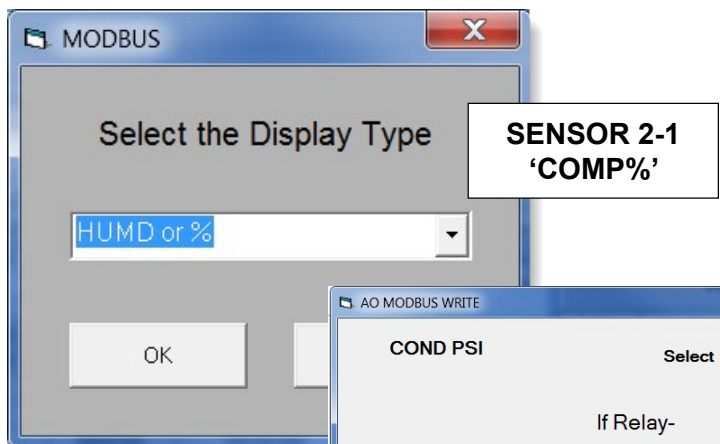 MODBUS
X
Select the Display Type
SENSOR 2-1
‘COMP%’
HUMD or %
OK
AO MODBUS WRITE
COND PSI
Select
If Relay-